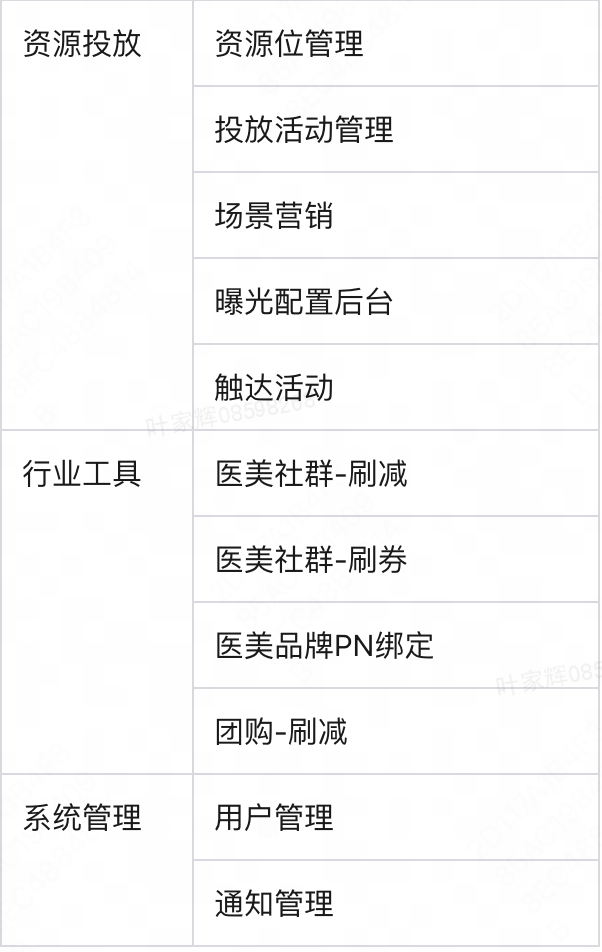 资源投放
资源位管理
投放活动管理
场景营销
曝光配置后台
触达活动
叶家辉085982
行业工具
医美社群-刷减
医美社群-刷券
医美品牌PN绑定
叶家辉085
团购-刷减
系统管理
用户管理
通知管理